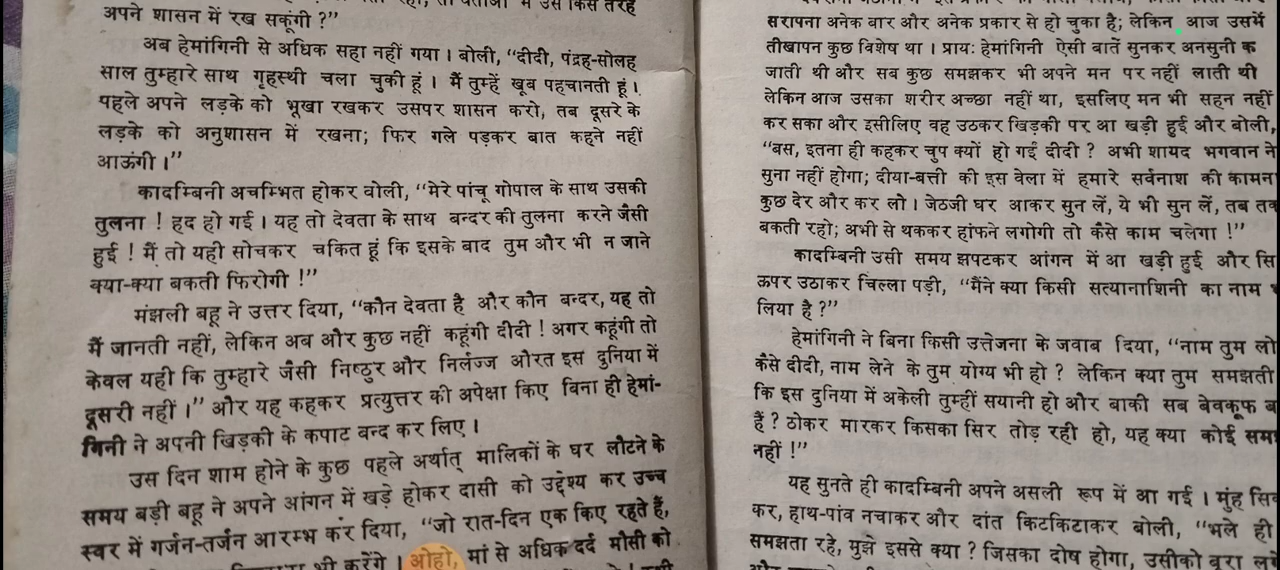 अपने शासन में रख सकूंगी ?”
अब हेमांगिनी से अधिक सहा नहीं गया । बोली, “दीदी, पंद्रह-सोलह
साल तुम्हारे साथ गृहस्थी चला चुकी हूं । मैं तुम्हें खूब पहचानती हूं ।
पहले अपने लड़के को भूखा रखकर उसपर शासन करो, तब दूसरे के
लड़के को अनुशासन में रखना; फिर गले पड़कर बात कहने नहीं
आऊंगी ।”
कादम्बिनी अचम्भित होकर बोली, “मेरे पांचू गोपाल के साथ उसकी
तुलना ! हद हो गई । यह तो देवता के साथ बन्दर की तुलना करने जैसी
हुई ! मैं तो यही सोचकर चकित हूं कि इसके बाद तुम और भी न जाने
क्या-क्या बकती फिरोगी !”
मंझली बहू ने उत्तर दिया, “कौन देवता है और कौन बन्दर, यह तो
मैं जानती नहीं, लेकिन अब और कुछ नहीं कहूंगी दीदी ! अगर कहूंगी तो
केवल यही कि तुम्हारे जैसी निष्ठुर और निर्लज्ज औरत इस दुनिया में
दूसरी नहीं ।” और यह कहकर प्रत्युत्तर की अपेक्षा किए बिना ही हेमां-
गिनी ने अपनी खिड़की के कपाट बन्द कर लिए ।
उस दिन शाम होने के कुछ पहले अर्थात् मालिकों के घर लौटने के
समय बड़ी बहू ने अपने आंगन में खड़े होकर दासी को उद्देश्य कर उच्च
स्वर में गर्जन-तर्जन आरम्भ कर दिया, “जो रात-दिन एक किए रहते हैं,
भी करेंगे । ओहो, मां से अधिक दर्द मौसी को
सरापना अनेक बार और अनेक प्रकार से हो चुका है; लेकिन आज उसमें
तीखापन कुछ विशेष था । प्रायः हेमांगिनी ऐसी बातें सुनकर अनसुनी क
जाती थी और सब कुछ समझकर भी अपने मन पर नहीं लाती थी
लेकिन आज उसका शरीर अच्छा नहीं था, इसलिए मन भी सहन नहीं
कर सका और इसीलिए वह उठकर खिड़की पर आ खड़ी हुई और बोली,
“बस, इतना ही कहकर चुप क्यों हो गईं दीदी ? अभी शायद भगवान ने
सुना नहीं होगा; दीया-बत्ती की इस वेला में हमारे सर्वनाश की कामन
कुछ देर और कर लो । जेठजी घर आकर सुन लें, ये भी सुन लें, तब तक
बकती रहो; अभी से थककर हांफने लगोगी तो कैसे काम चलेगा !”
कादम्बिनी उसी समय झपटकर आंगन में आ खड़ी हुई और सि
ऊपर उठाकर चिल्ला पड़ी, “मैंने क्या किसी सत्यानाशिनी का नाम
लिया है ?”
हेमांगिनी ने बिना किसी उत्तेजना के जवाब दिया, “नाम तुम लो
कैसे दीदी, नाम लेने के तुम योग्य भी हो ? लेकिन क्या तुम समझती
कि इस दुनिया में अकेली तुम्हीं सयानी हो और बाकी सब बेवकूफ ब
हैं ? ठोकर मारकर किसका सिर तोड़ रही हो, यह क्या कोई सम
नहीं !”
यह सुनते ही कादम्बिनी अपने असली रूप में आ गई । मुंह सि
कर, हाथ-पांव नचाकर और दांत किटकिटाकर बोली, “भले ही
समझता रहे, मुझे इससे क्या ? जिसका दोष होगा, उसीको बुरा